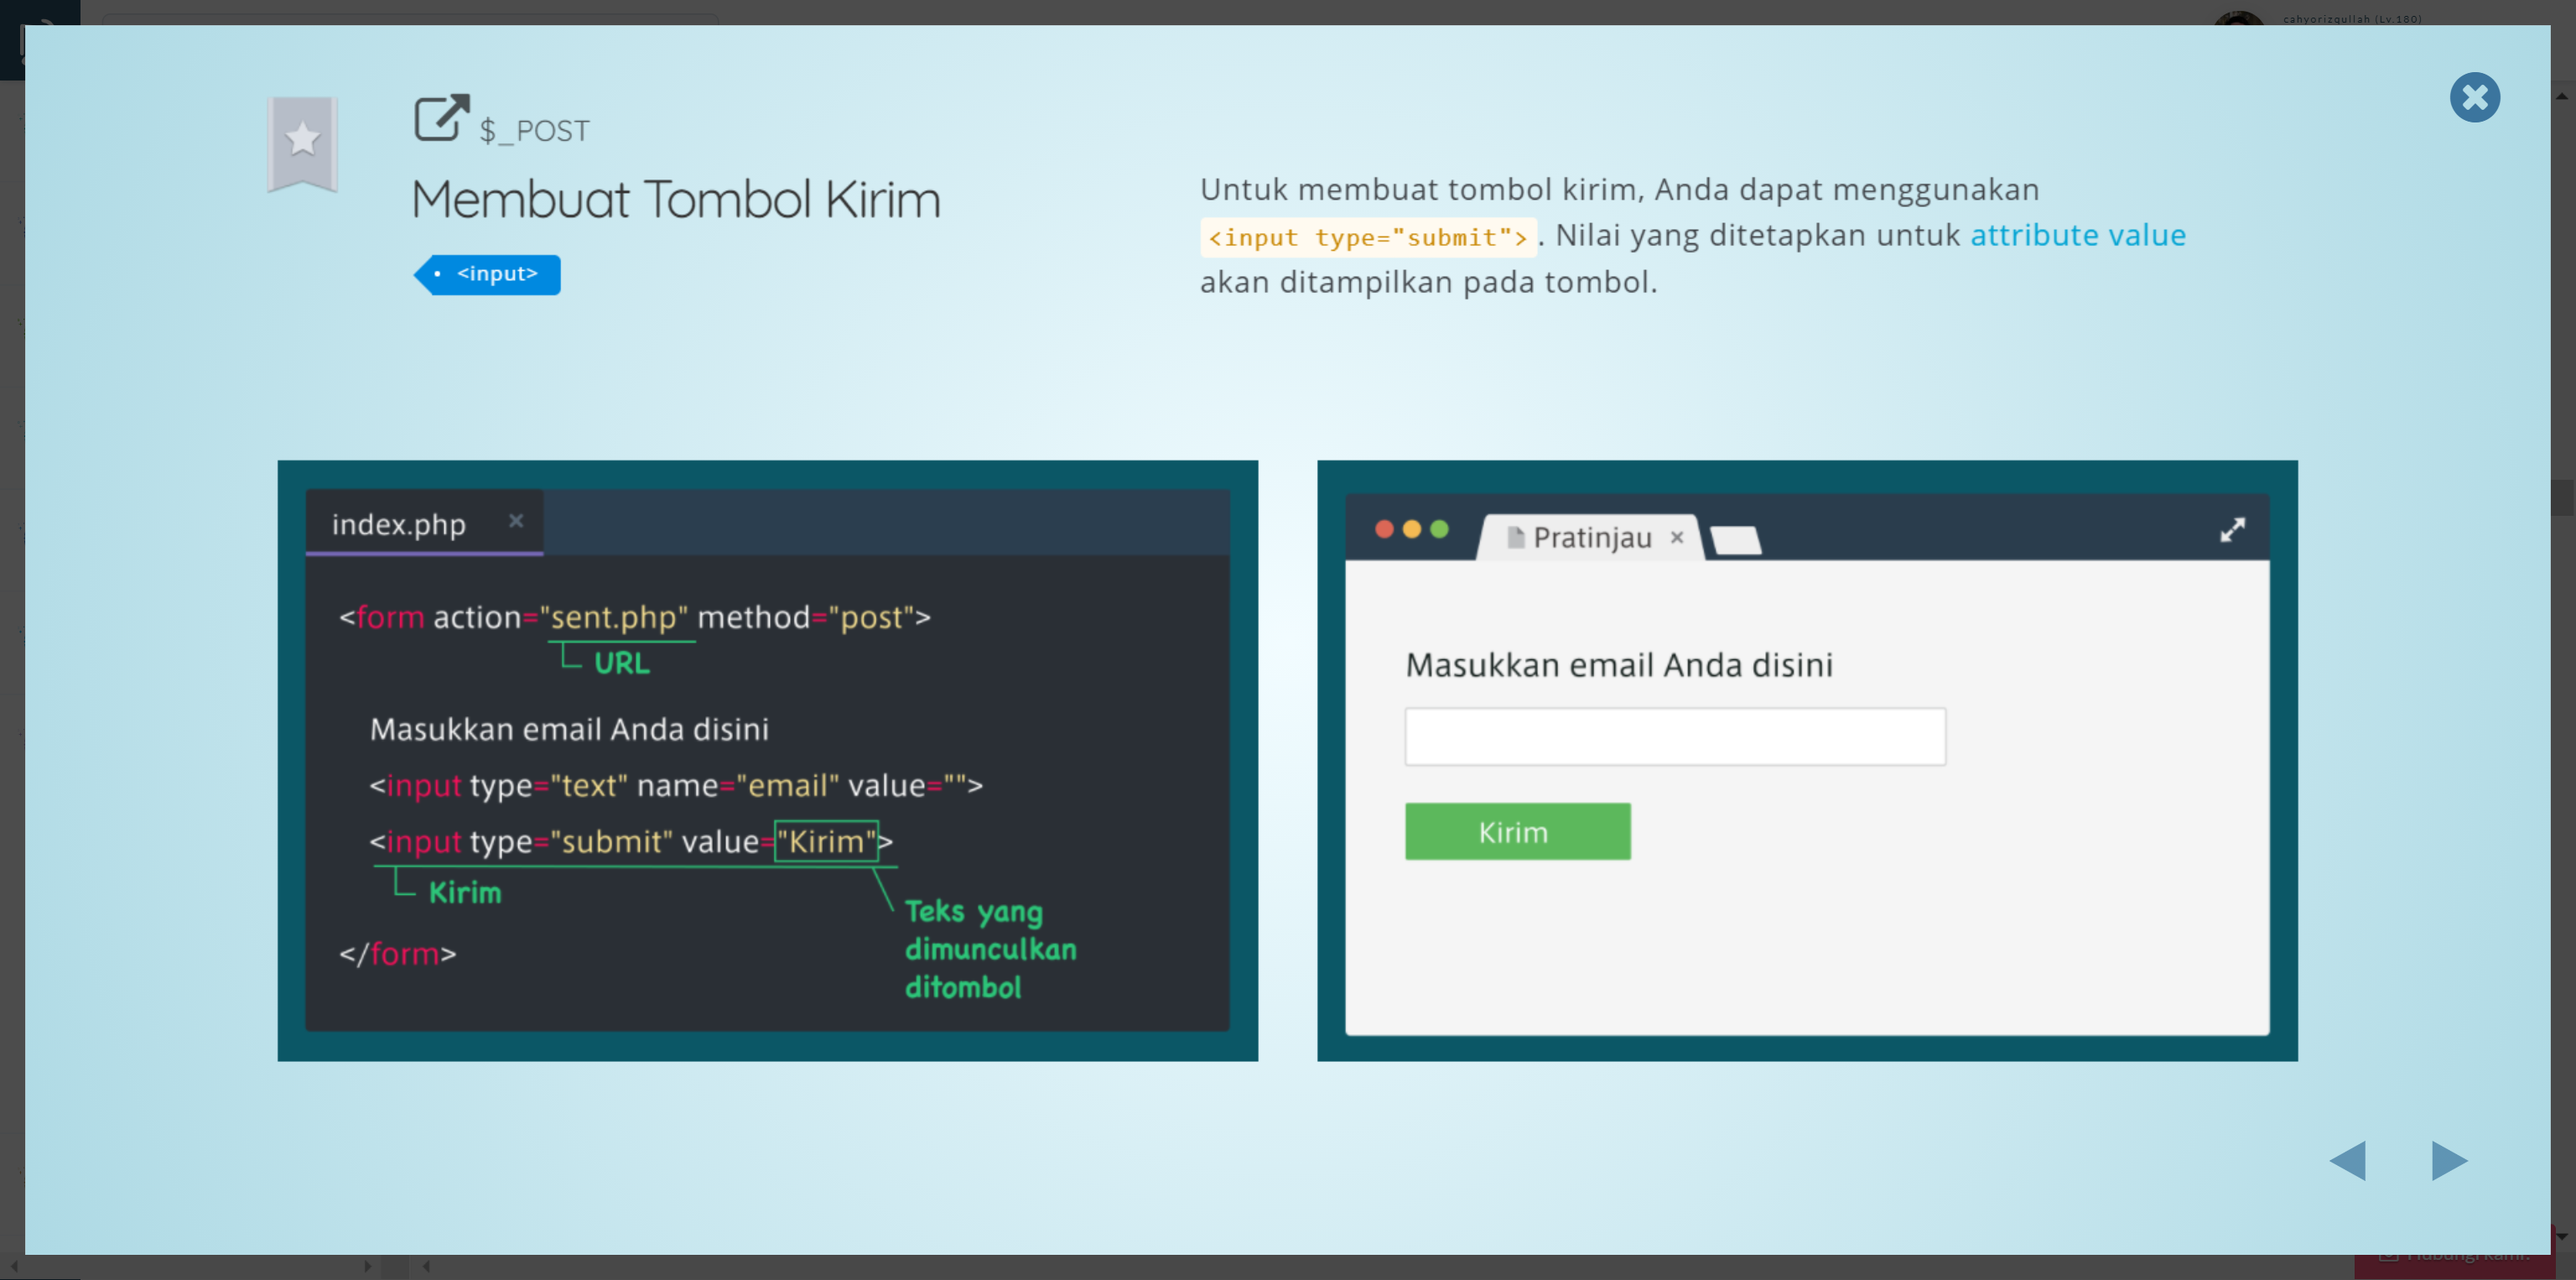 cahyorizqullah (Lv.180)
$_POST
Membuat Tombol Kirim
<input>
Untuk membuat tombol kirim, Anda dapat menggunakan
<input type="submit">. Nilai yang ditetapkan untuk attribute value
akan ditampilkan pada tombol.
index.php
<form action="sent.php" method="post">
URL
Masukkan email Anda disini
<input type="text" name="email" value="">
<input type="submit" value="Kirim">
Kirim
Teks yang
dimunculkan
ditombol
</form>
Pratinjau
Masukkan email Anda disini
Kirim